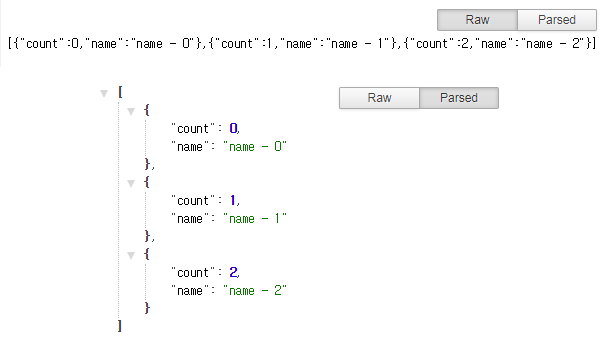 Raw Parsed
[{"count":0,"name":"name - 0"},{"count":1,"name":"name - 1"},{"count":2,"name":"name - 2"}]
Raw Parsed
[
{
"count": 0,
"name": "name - 0"
},
{
"count": 1,
"name": "name - 1"
},
{
"count": 2,
"name": "name - 2"
}
]